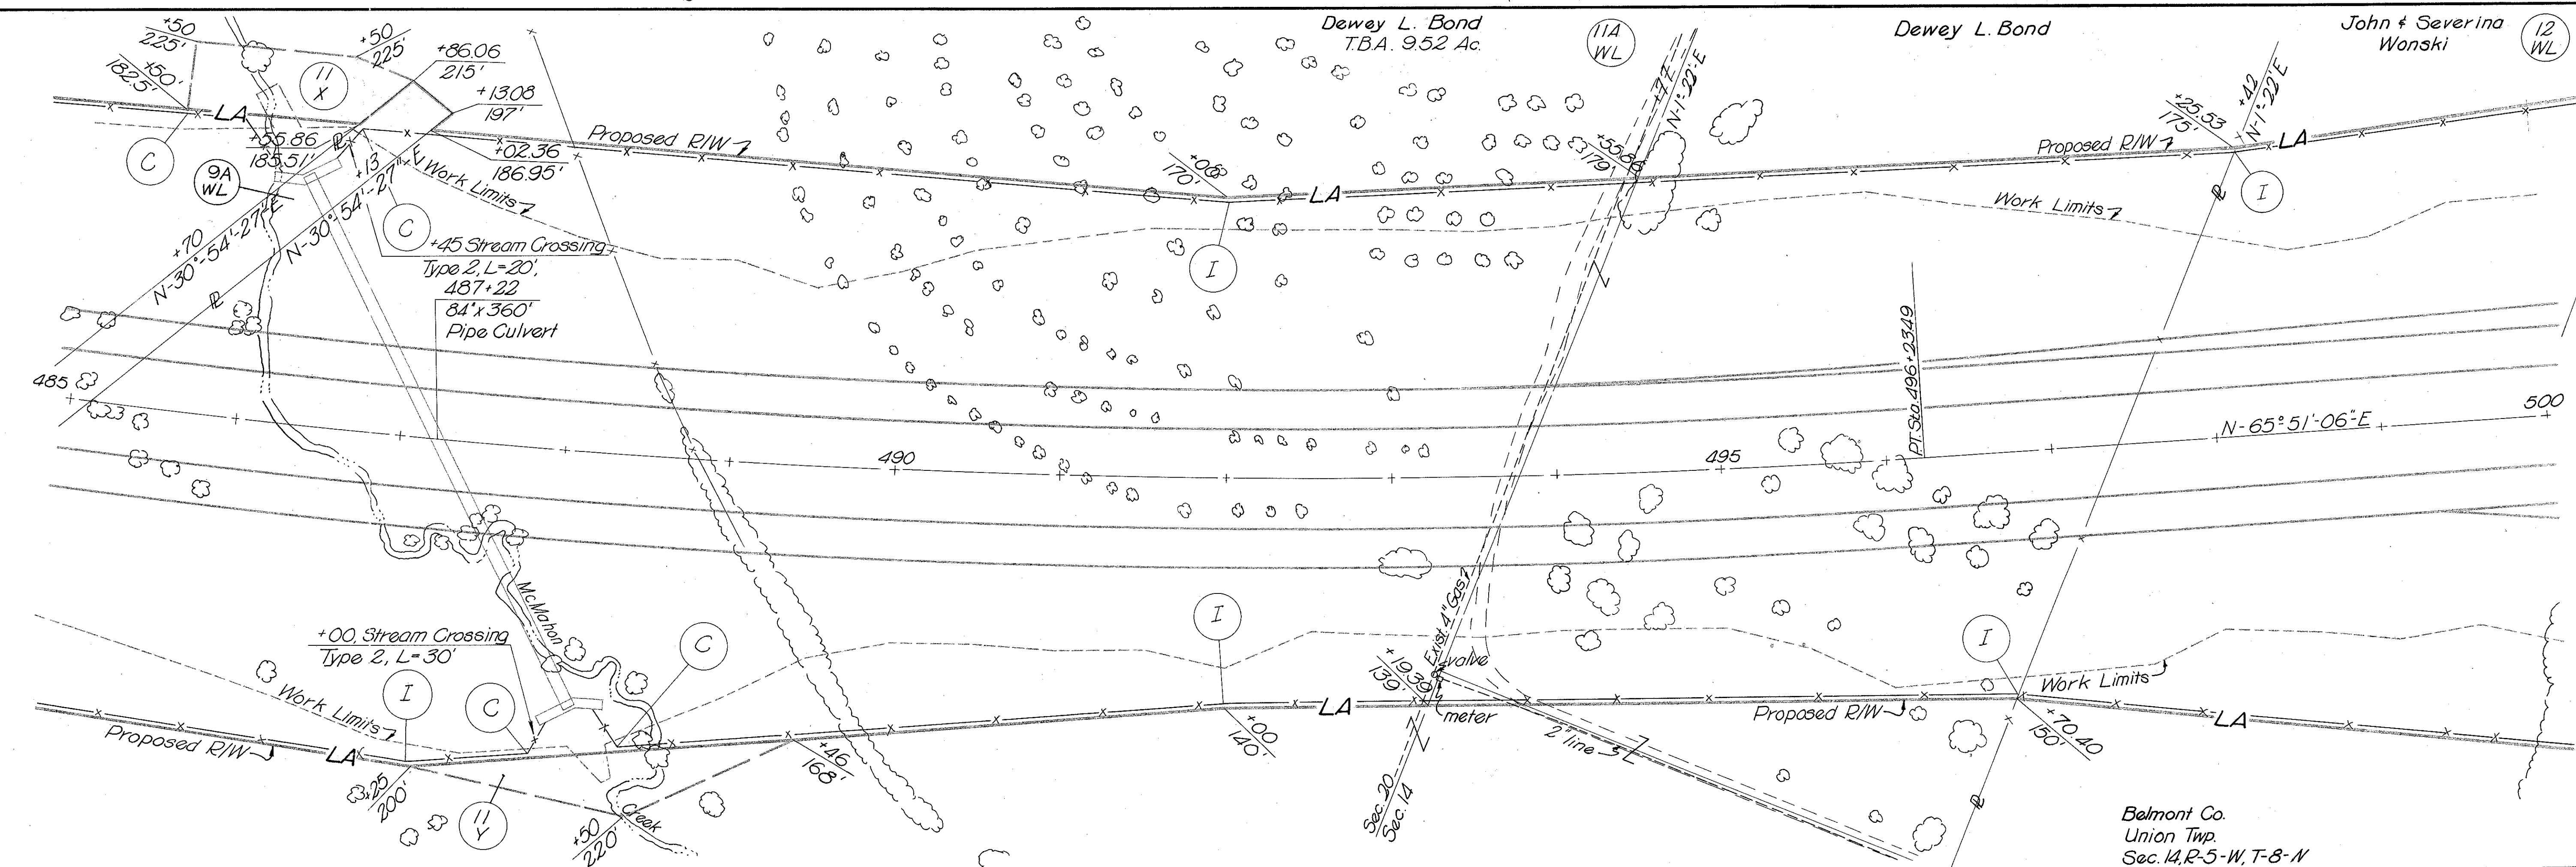 Dewey L. Bond
T.B.A. 9.52 Ac.
11A
WL
Dewey L. Bond
John & Severina
Wonski
12
WL
+50
225'
+50
225'
+86.06
215'
+50'
182.5'
11
X
+13.08
197'
LA
C
+55.86
185.51'
+13
9A
WL
+02.36
186.95'
Proposed R/W
Work Limits
+70
N-30°-54'-27"E
N-30°-54'-27"E
C
+45 Stream Crossing
Type 2, L=20',
487+22
84"x 360'
Pipe Culvert
+08
170'
LA
I
+55.86
179'
+77
N-1°-22'-E
Proposed R/W
+25.53
175'
+42
N-1°-22'E
LA
I
Work Limits
P.T. Sta. 496+23.49
485
490
495
500
N-65°51'-06"-E
McMahon
+00, Stream Crossing
Type 2, L=30'
I
C
C
I
Exist. 4" Gas
valve
+19.39
139'
meter
I
Work Limits
Work Limits
Proposed R/W
LA
LA
Proposed R/W
+70.40
150'
LA
+25
200'
11
Y
+50
220'
Creek
+46
168'
+00
140'
2" line
Sec. 20
Sec. 14
Belmont Co.
Union Twp.
Sec. 14, R-5-W, T-8-N